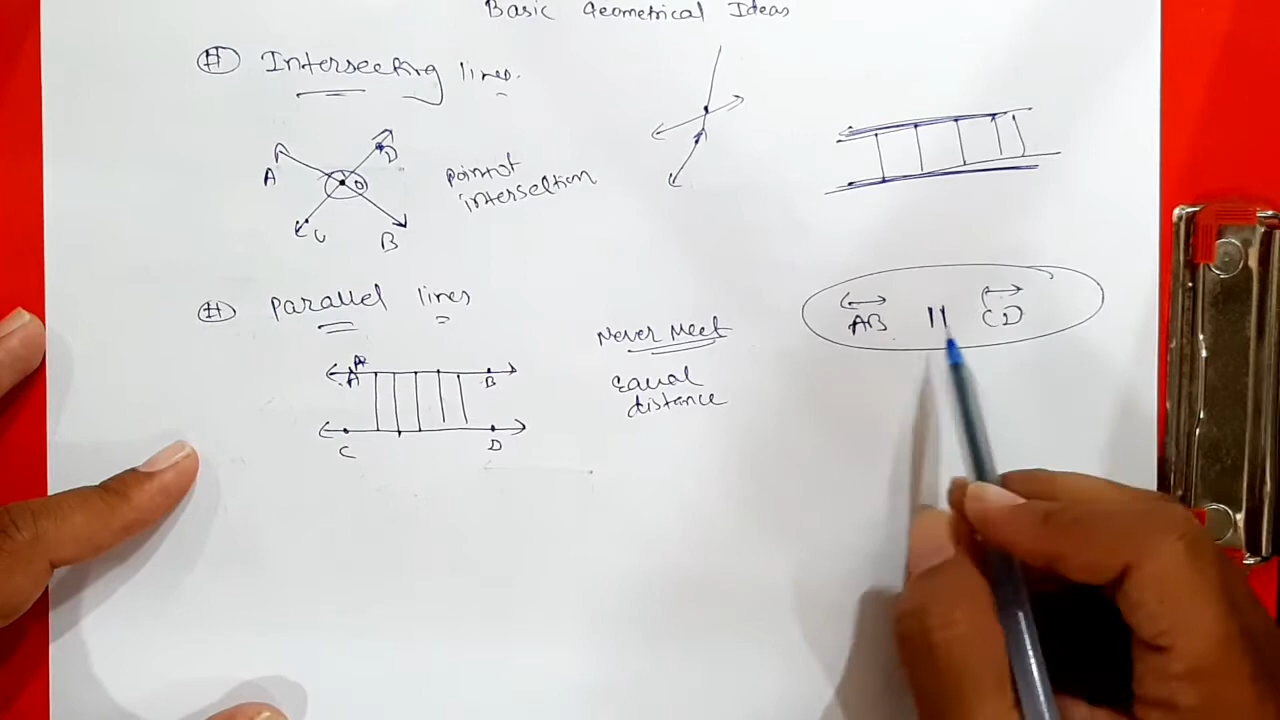 Basic Geometrical Ideas
# Intersecting lines.
A
D
O
C
B
point of
intersection
# Parallel lines
A
B
C
D
Never Meet
Equal
distance
AB || CD